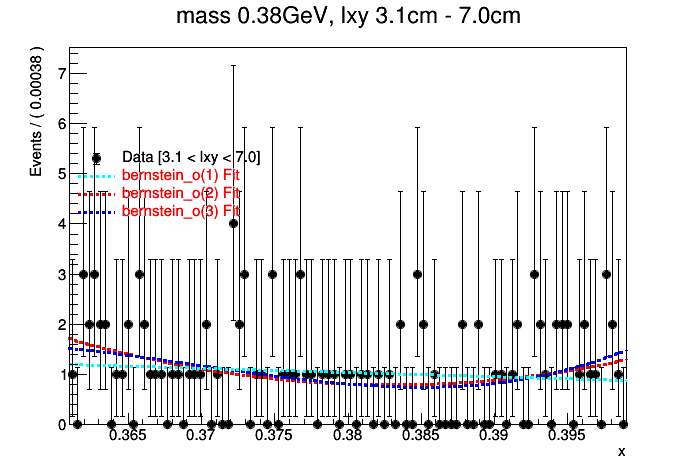 mass 0.38GeV, lxy 3.1cm - 7.0cm
Events / ( 0.00038 )
7
6
5
4
3
2
1
0
Data [3.1 < lxy < 7.0]
bernstein_o(1) Fit
bernstein_o(2) Fit
bernstein_o(3) Fit
0.365 0.37 0.375 0.38 0.385 0.39 0.395
x